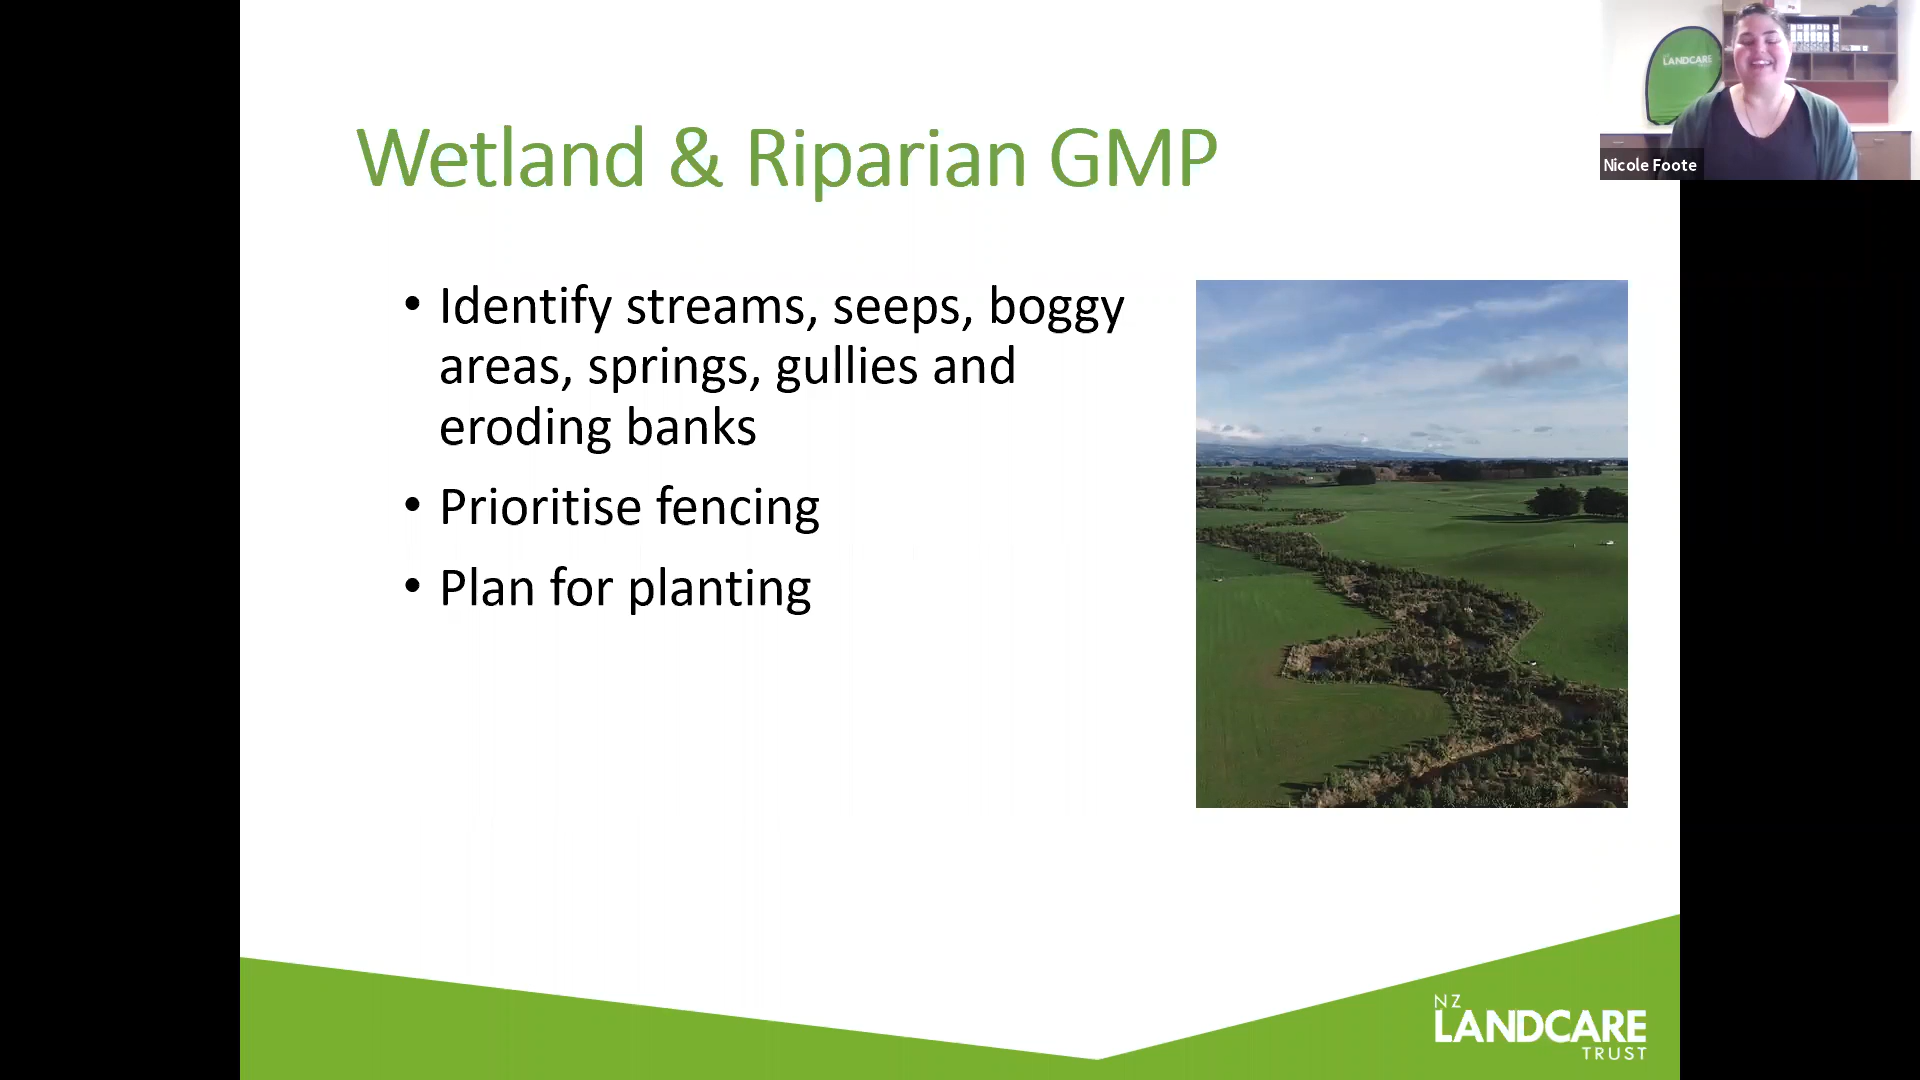 Wetland & Riparian GMP
• Identify streams, seeps, boggy
areas, springs, gullies and
eroding banks
• Prioritise fencing
• Plan for planting
NZ
LANDCARE
TRUST
LANDCARE
Nicole Foote